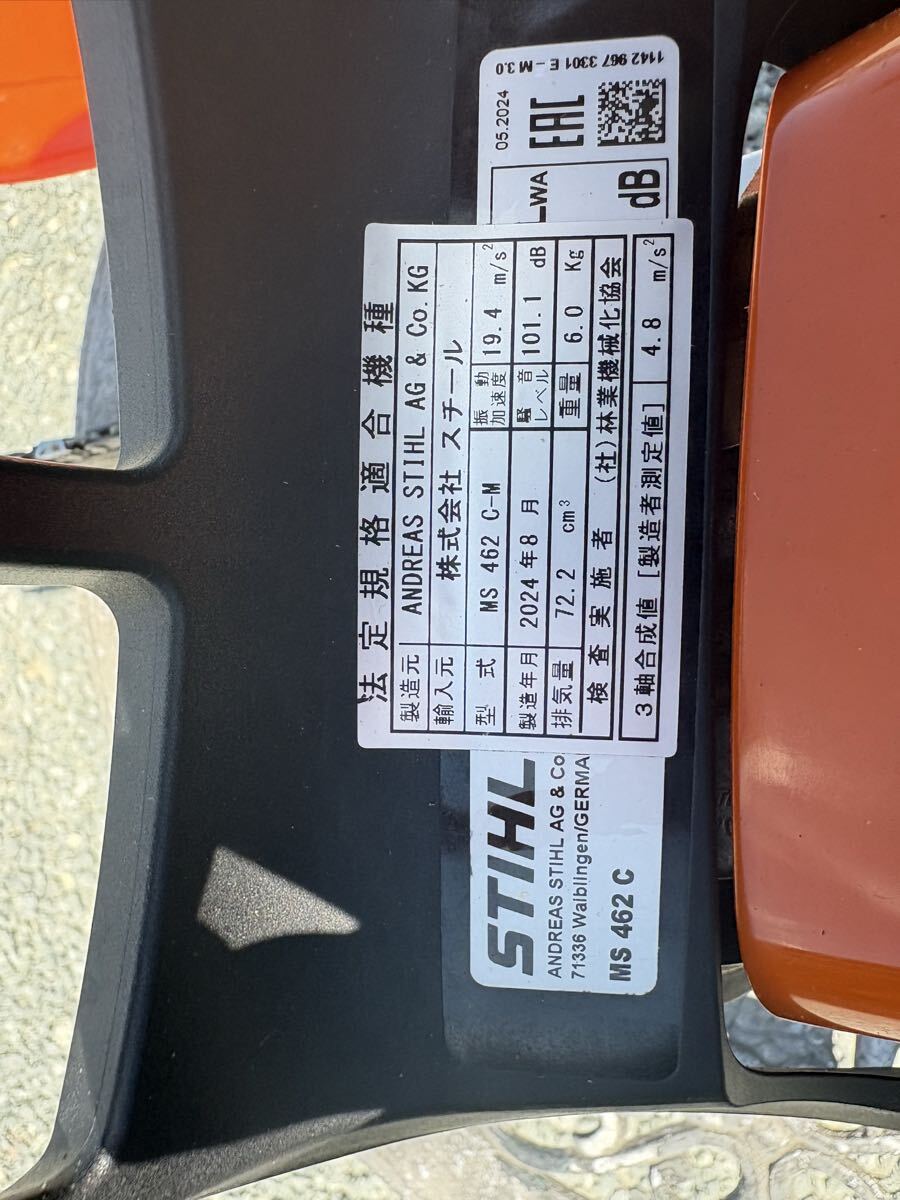 法定規格適合機種
製造元 ANDREAS STIHL AG & Co. KG
輸入元 株式会社 スチール
型式 MS 462 C-M 振動加速度 19.4 m/s²
製造年月 2024年8月 騒音レベル 101.1 dB
排気量 72.2 cm³ 重量 6.0 Kg
検査実施者 (社)林業機械化協会
3軸合成値 [製造者測定値] 4.8 m/s²
STIHL
ANDREAS STIHL AG & Co
71336 Waiblingen/GERMA
MS 462 C
1142 967 3301 E - M 3.0
05.2024
EAC
LWA
dB